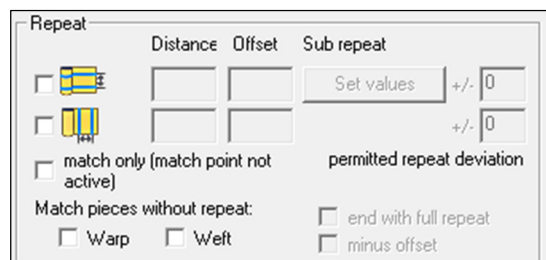 Repeat
Distance Offset Sub repeat
Set values +/- 0
+/- 0
match only (match point not
active)
permitted repeat deviation
Match pieces without repeat:
Warp Weft
end with full repeat
minus offset